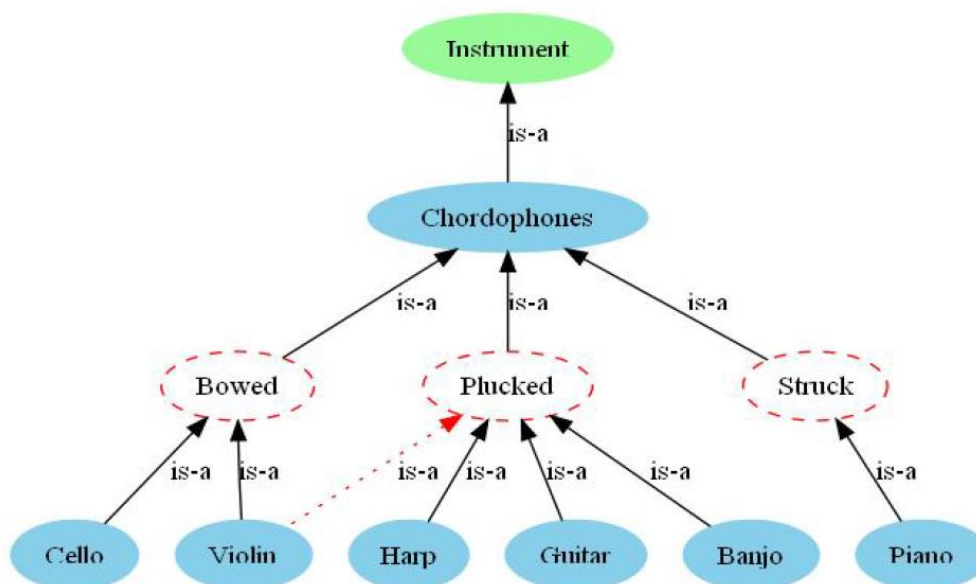 Instrument
is-a
Chordophones
is-a
is-a
is-a
Bowed
Plucked
Struck
is-a
is-a
is-a
is-a
is-a
is-a
is-a
Cello
Violin
Harp
Guitar
Banjo
Piano